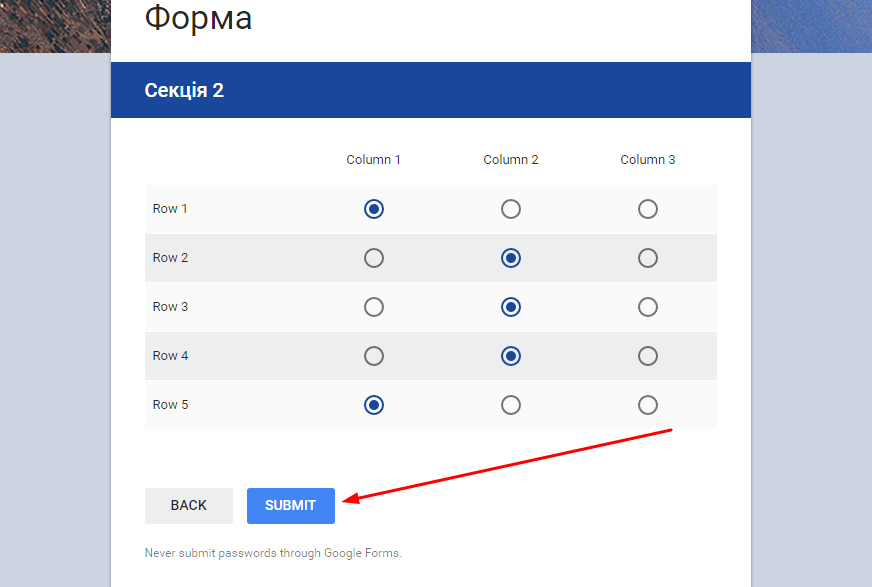 Форма
Секція 2
Column 1 Column 2 Column 3
Row 1
Row 2
Row 3
Row 4
Row 5
BACK SUBMIT
Never submit passwords through Google Forms.